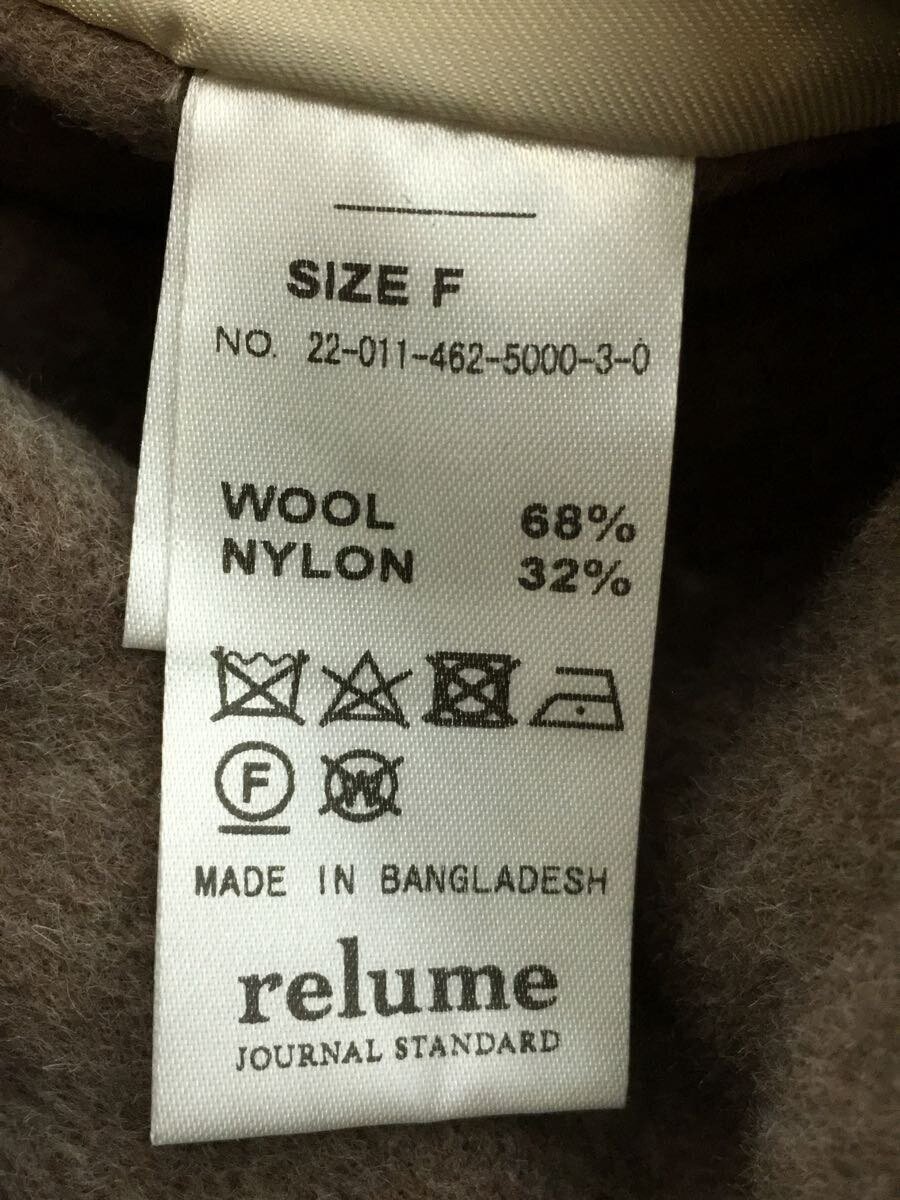 SIZE F
NO. 22-011-462-5000-3-0
WOOL 68%
NYLON 32%
F W
MADE IN BANGLADESH
relume
JOURNAL STANDARD